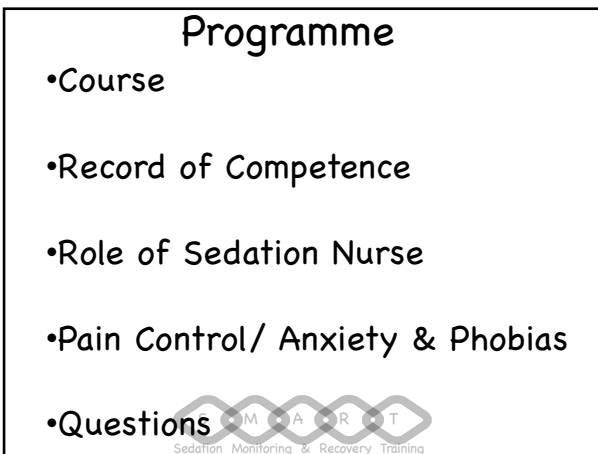 Programme
•Course
•Record of Competence
•Role of Sedation Nurse
•Pain Control/ Anxiety & Phobias
•Questions
S M A R T
Sedation Monitoring & Recovery Training